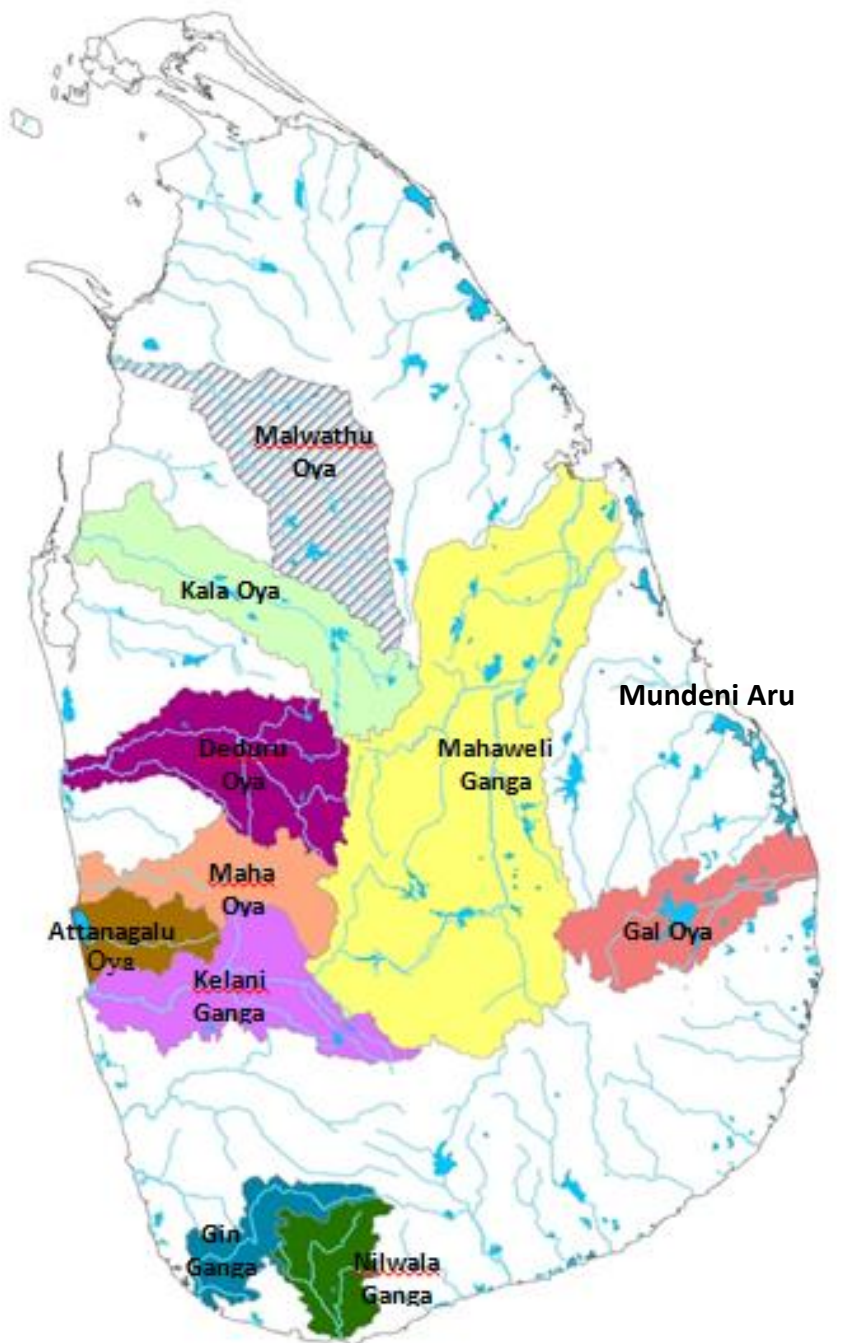 Malwathu
Oya
Kala Oya
Mundeni Aru
Deduru
Oya
Mahaweli
Ganga
Maha
Oya
Attanagalu
Oya
Gal Oya
Kelani
Ganga
Gin
Ganga
Nilwala
Ganga